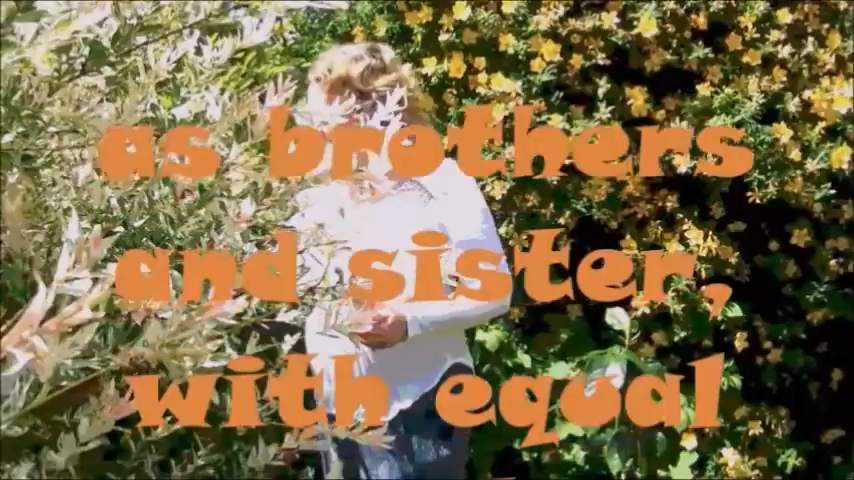 as brothers
and sister,
with equal